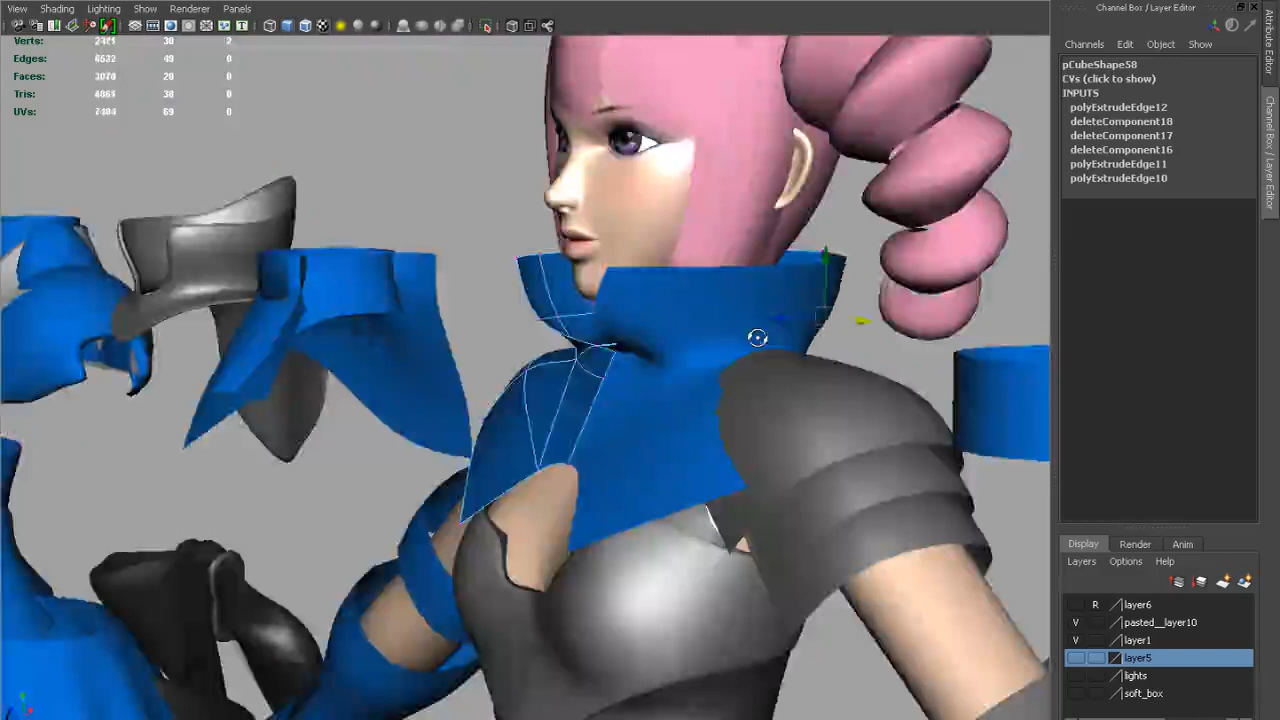 View Shading Lighting Show Renderer Panels
Channel Box / Layer Editor
Verts: 38 2
Edges: 6532 49 0
Faces: 3070 20 0
Tris: 38 0
UVs: 69 0
Channels Edit Object Show
pCubeShape58
CVs (click to show)
INPUTS
polyExtrudeEdge12
deleteComponent18
deleteComponent17
deleteComponent16
polyExtrudeEdge11
polyExtrudeEdge10
Attribute Editor
Channel Box / Layer Editor
Display Render Anim
Layers Options Help
R layer6
V pasted__layer10
V layer1
layer5
lights
soft_box